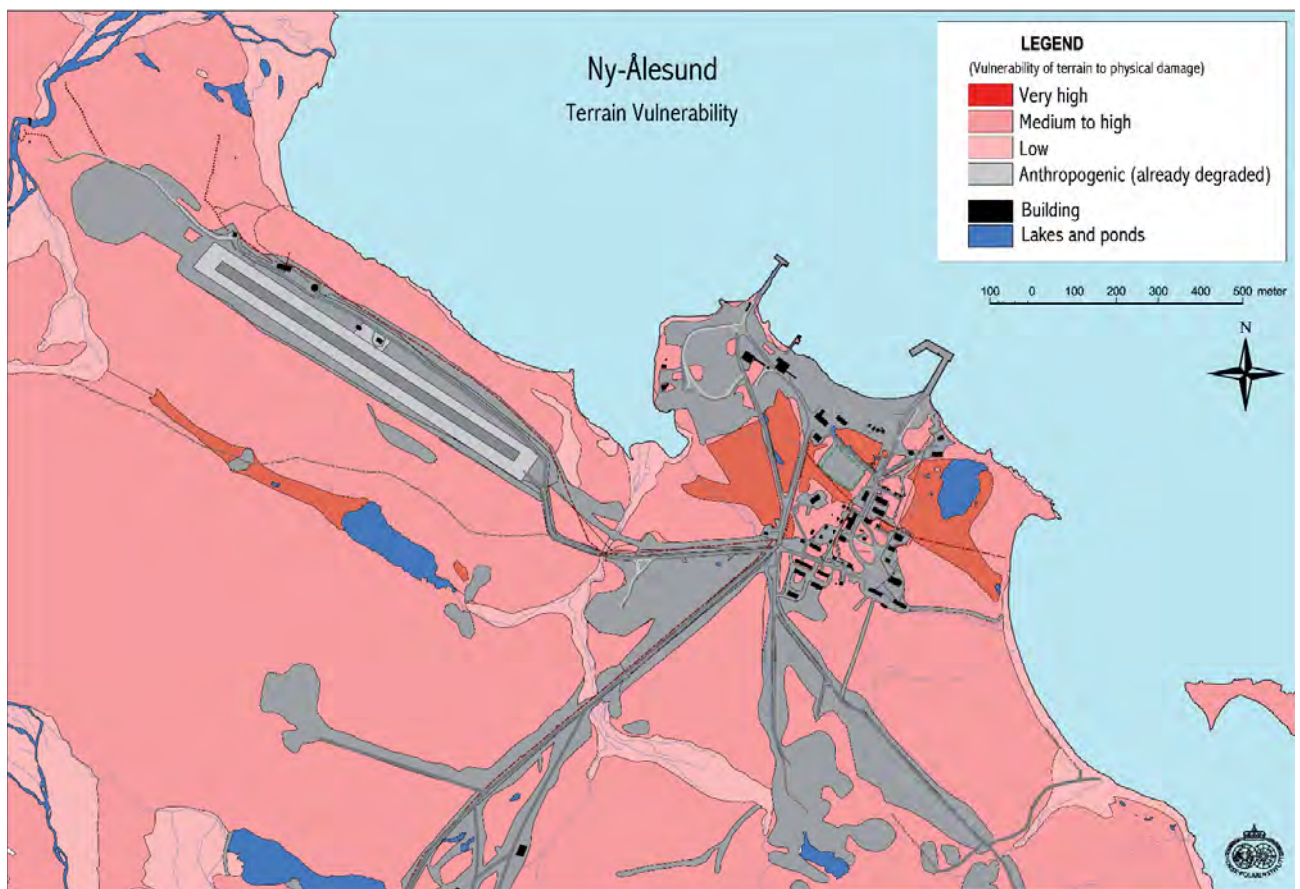 Ny-Ålesund
Terrain Vulnerability
LEGEND
(Vulnerability of terrain to physical damage)
Very high
Medium to high
Low
Anthropogenic (already degraded)
Building
Lakes and ponds
100 0 100 200 300 400 500 meter
N